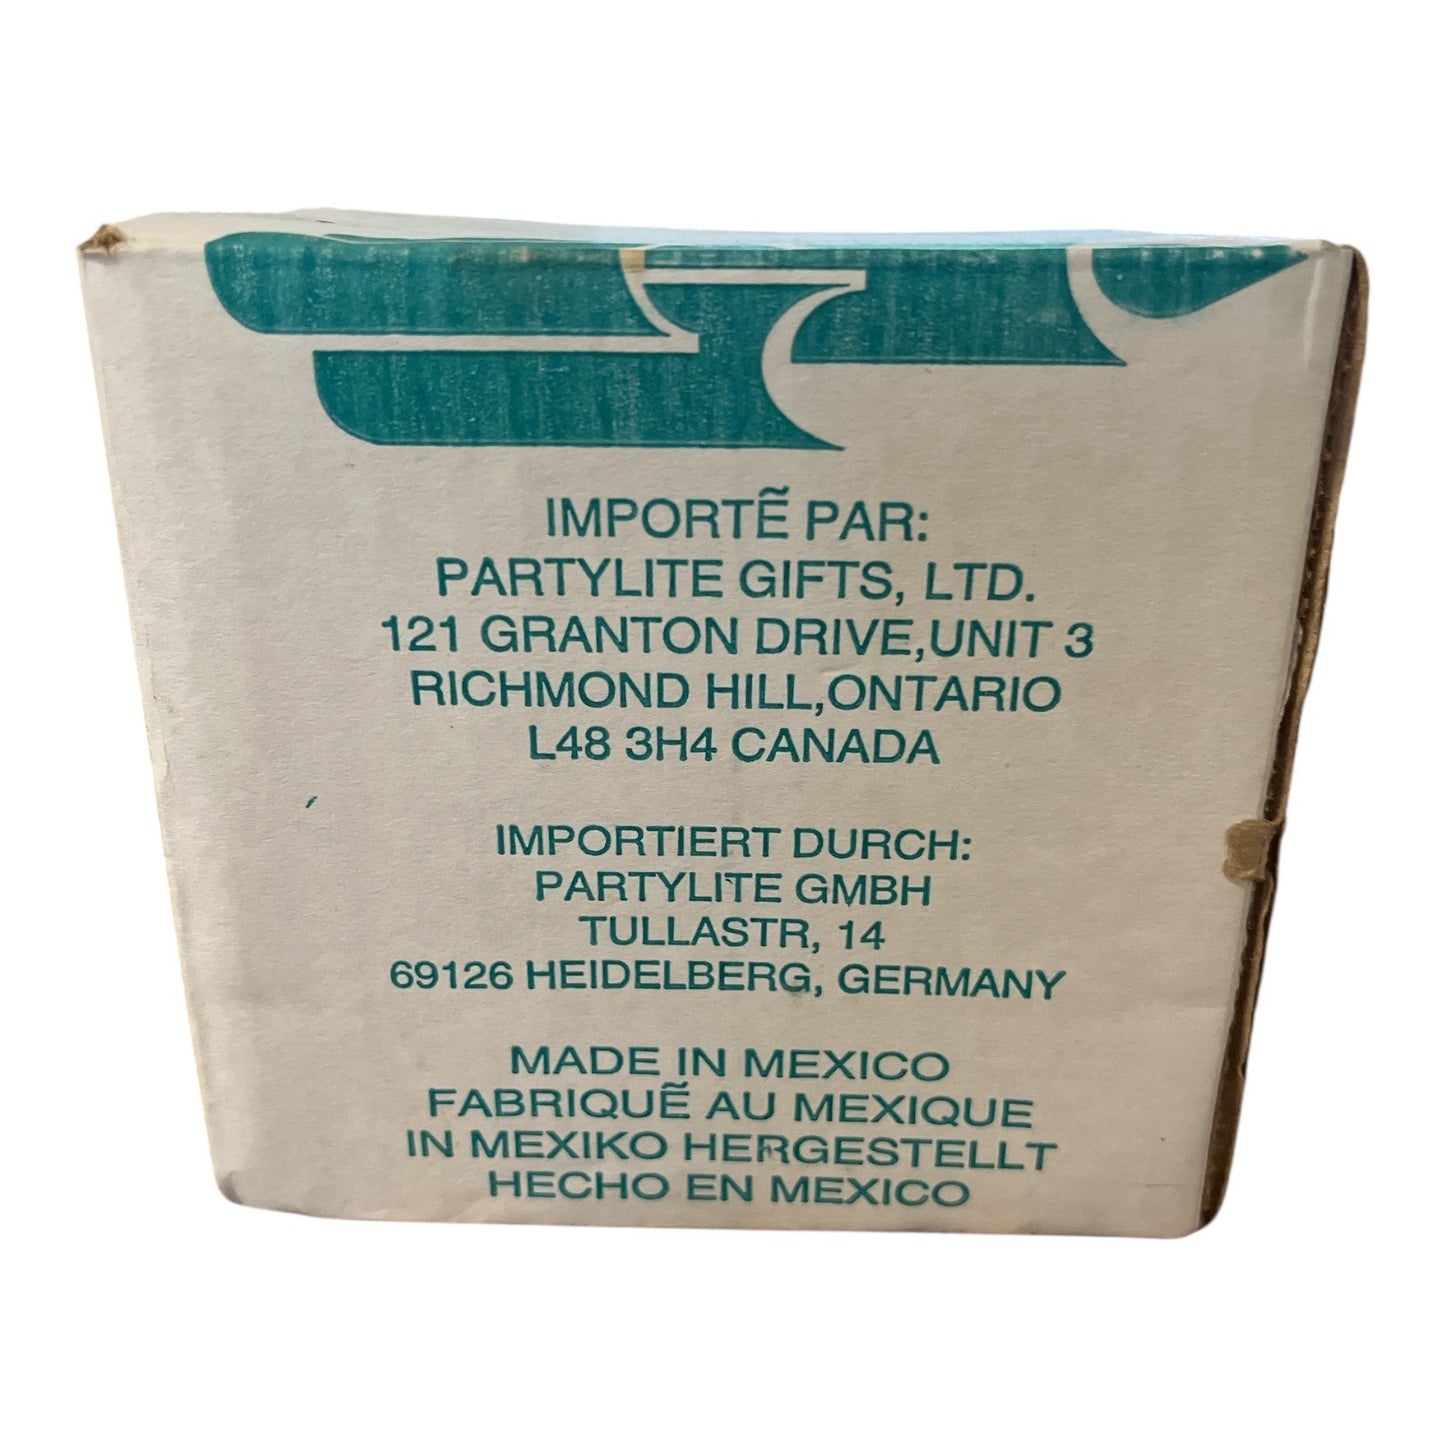 IMPORTẼ PAR:
PARTYLITE GIFTS, LTD.
121 GRANTON DRIVE,UNIT 3
RICHMOND HILL,ONTARIO
L48 3H4 CANADA
IMPORTIERT DURCH:
PARTYLITE GMBH
TULLASTR, 14
69126 HEIDELBERG, GERMANY
MADE IN MEXICO
FABRIQUẼ AU MEXIQUE
IN MEXIKO HERGESTELLT
HECHO EN MEXICO